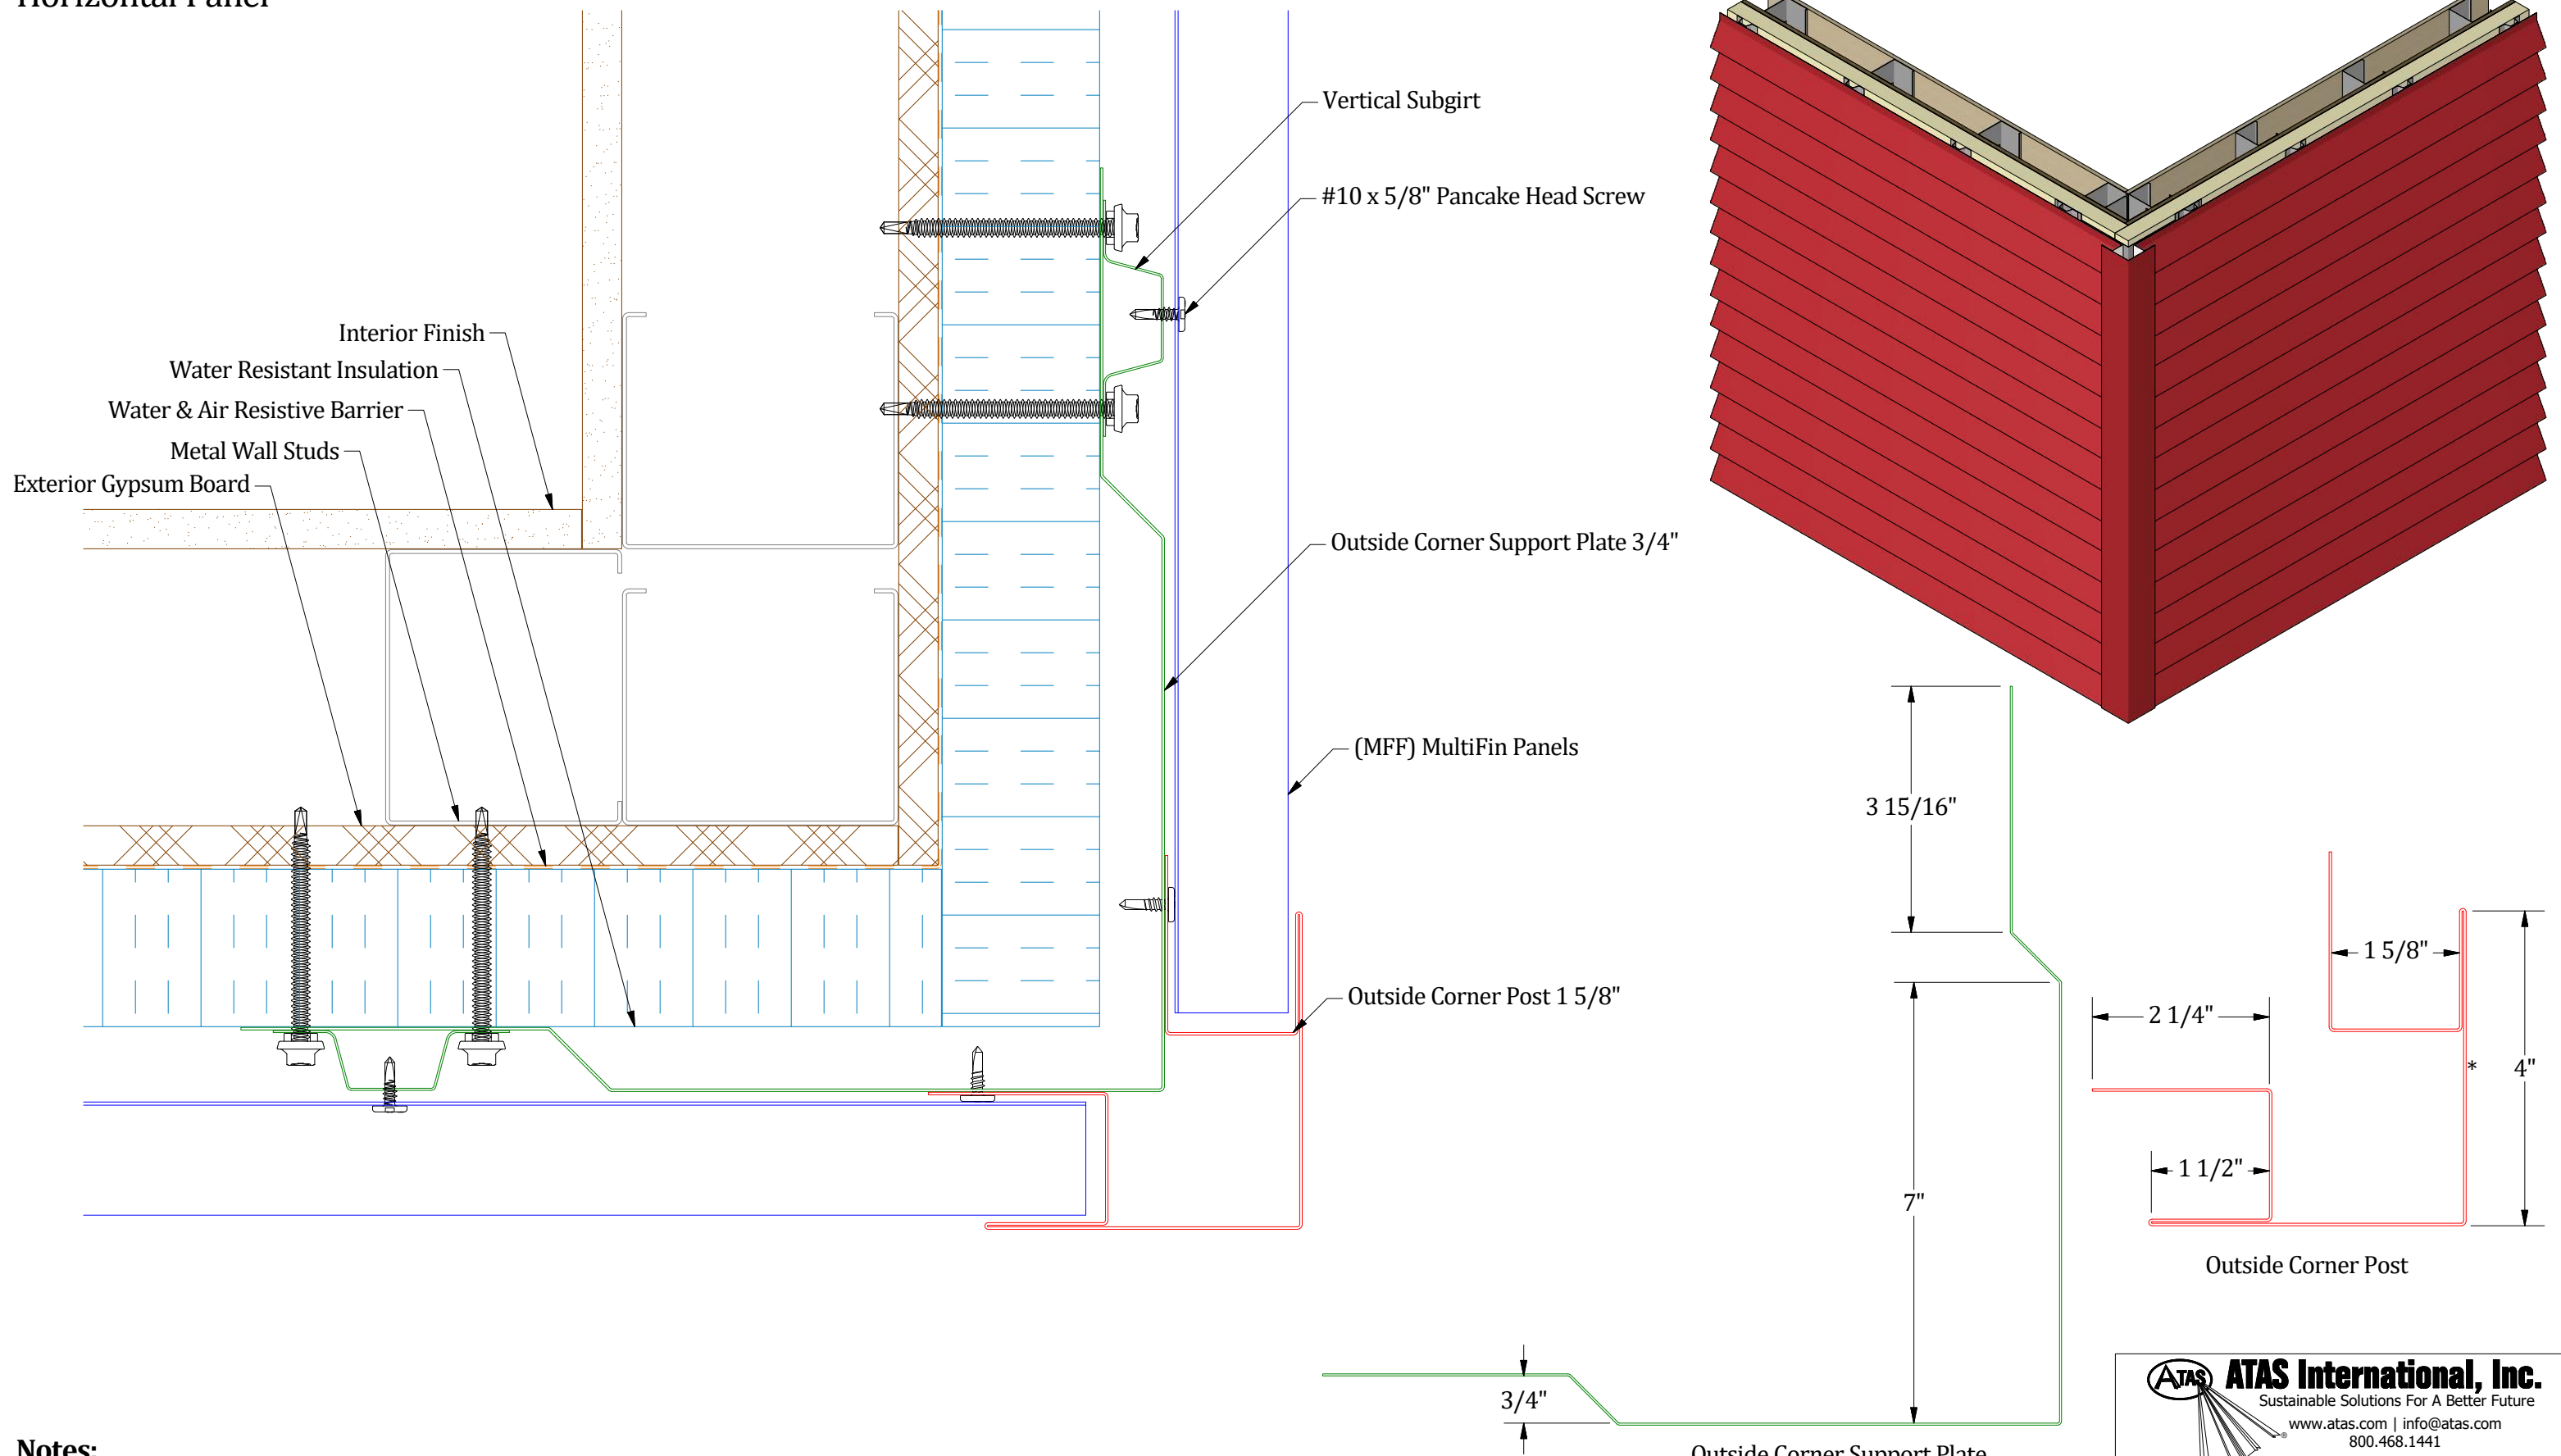 Horizontal Panel
Vertical Subgirt
#10 x 5/8" Pancake Head Screw
Interior Finish
Water Resistant Insulation
Water & Air Resistive Barrier
Metal Wall Studs
Exterior Gypsum Board
Outside Corner Support Plate 3/4"
(MFF) MultiFin Panels
Outside Corner Post 1 5/8"
3 15/16"
7"
3/4"
1 5/8"
2 1/4"
*
4"
1 1/2"
Outside Corner Post
Outside Corner Support Plate
Notes:
ATAS ATAS International, Inc.
Sustainable Solutions For A Better Future
www.atas.com | info@atas.com
800.468.1441